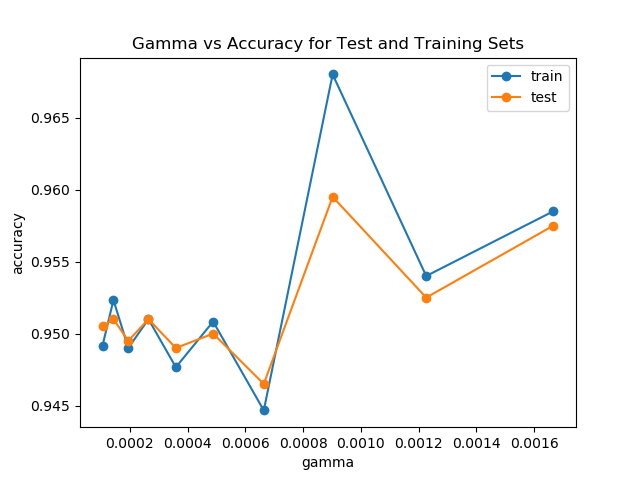 Gamma vs Accuracy for Test and Training Sets
train
test
accuracy
0.965
0.960
0.955
0.950
0.945
0.0002 0.0004 0.0006 0.0008 0.0010 0.0012 0.0014 0.0016
gamma